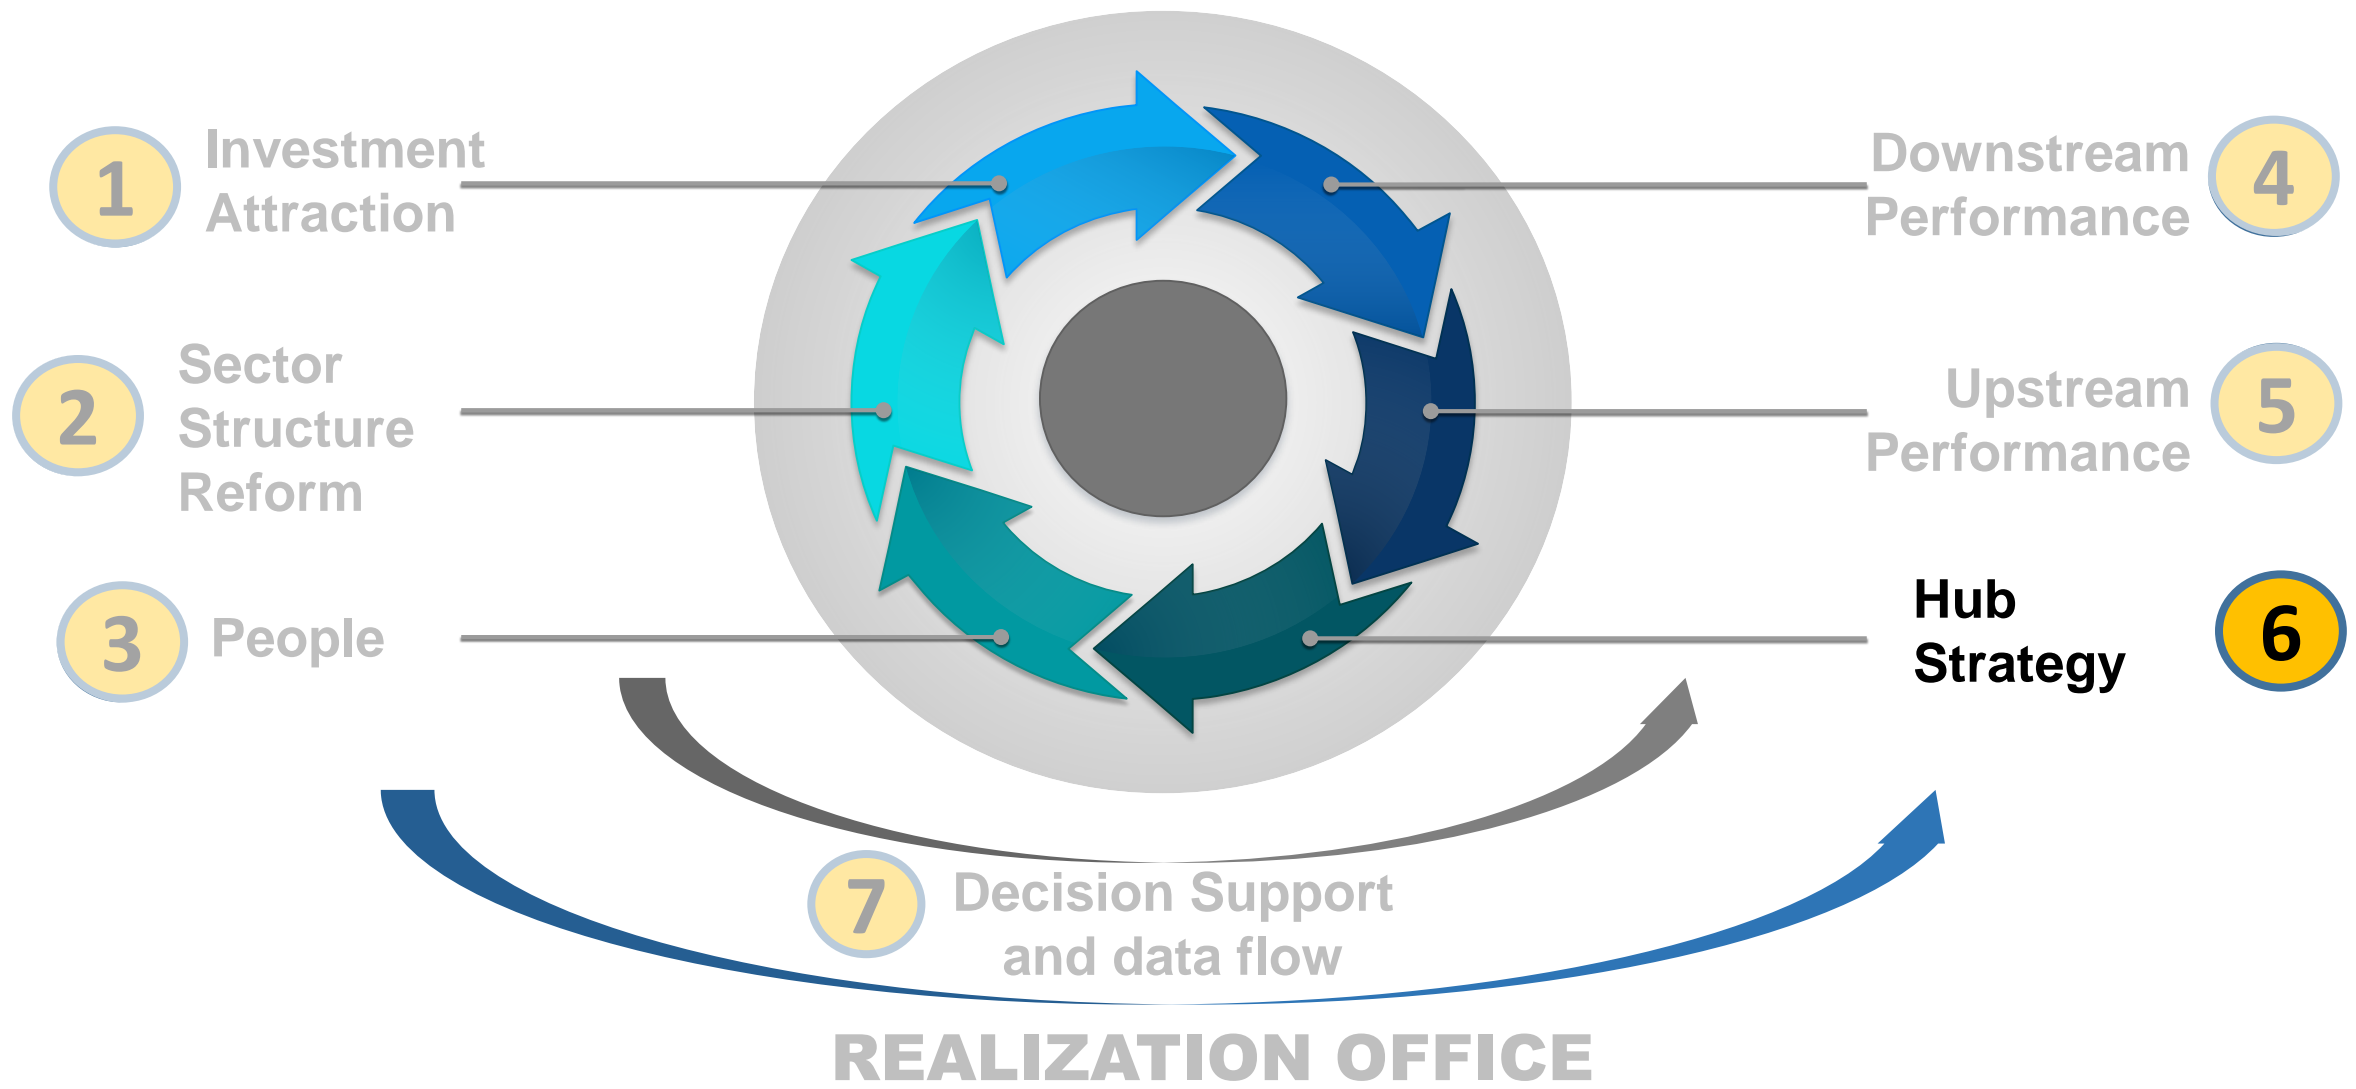 1
Investment
Attraction
2
Sector
Structure
Reform
3
People
Downstream
Performance
4
Upstream
Performance
5
Hub
Strategy
6
7
Decision Support
and data flow
REALIZATION OFFICE